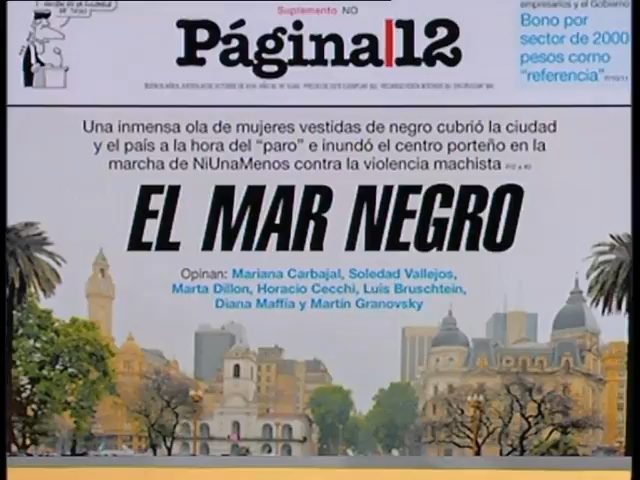 Suplemento NO
Página|12
empresarios y el Gobierno
Bono por
sector de 2000
pesos como
“referencia”
Una inmensa ola de mujeres vestidas de negro cubrió la ciudad
y el país a la hora del “paro” e inundó el centro porteño en la
marcha de NiUnaMenos contra la violencia machista
EL MAR NEGRO
Opinan: Mariana Carbajal, Soledad Vallejos,
Marta Dillon, Horacio Cecchi, Luis Bruschtein,
Diana Maffía y Martín Granovsky